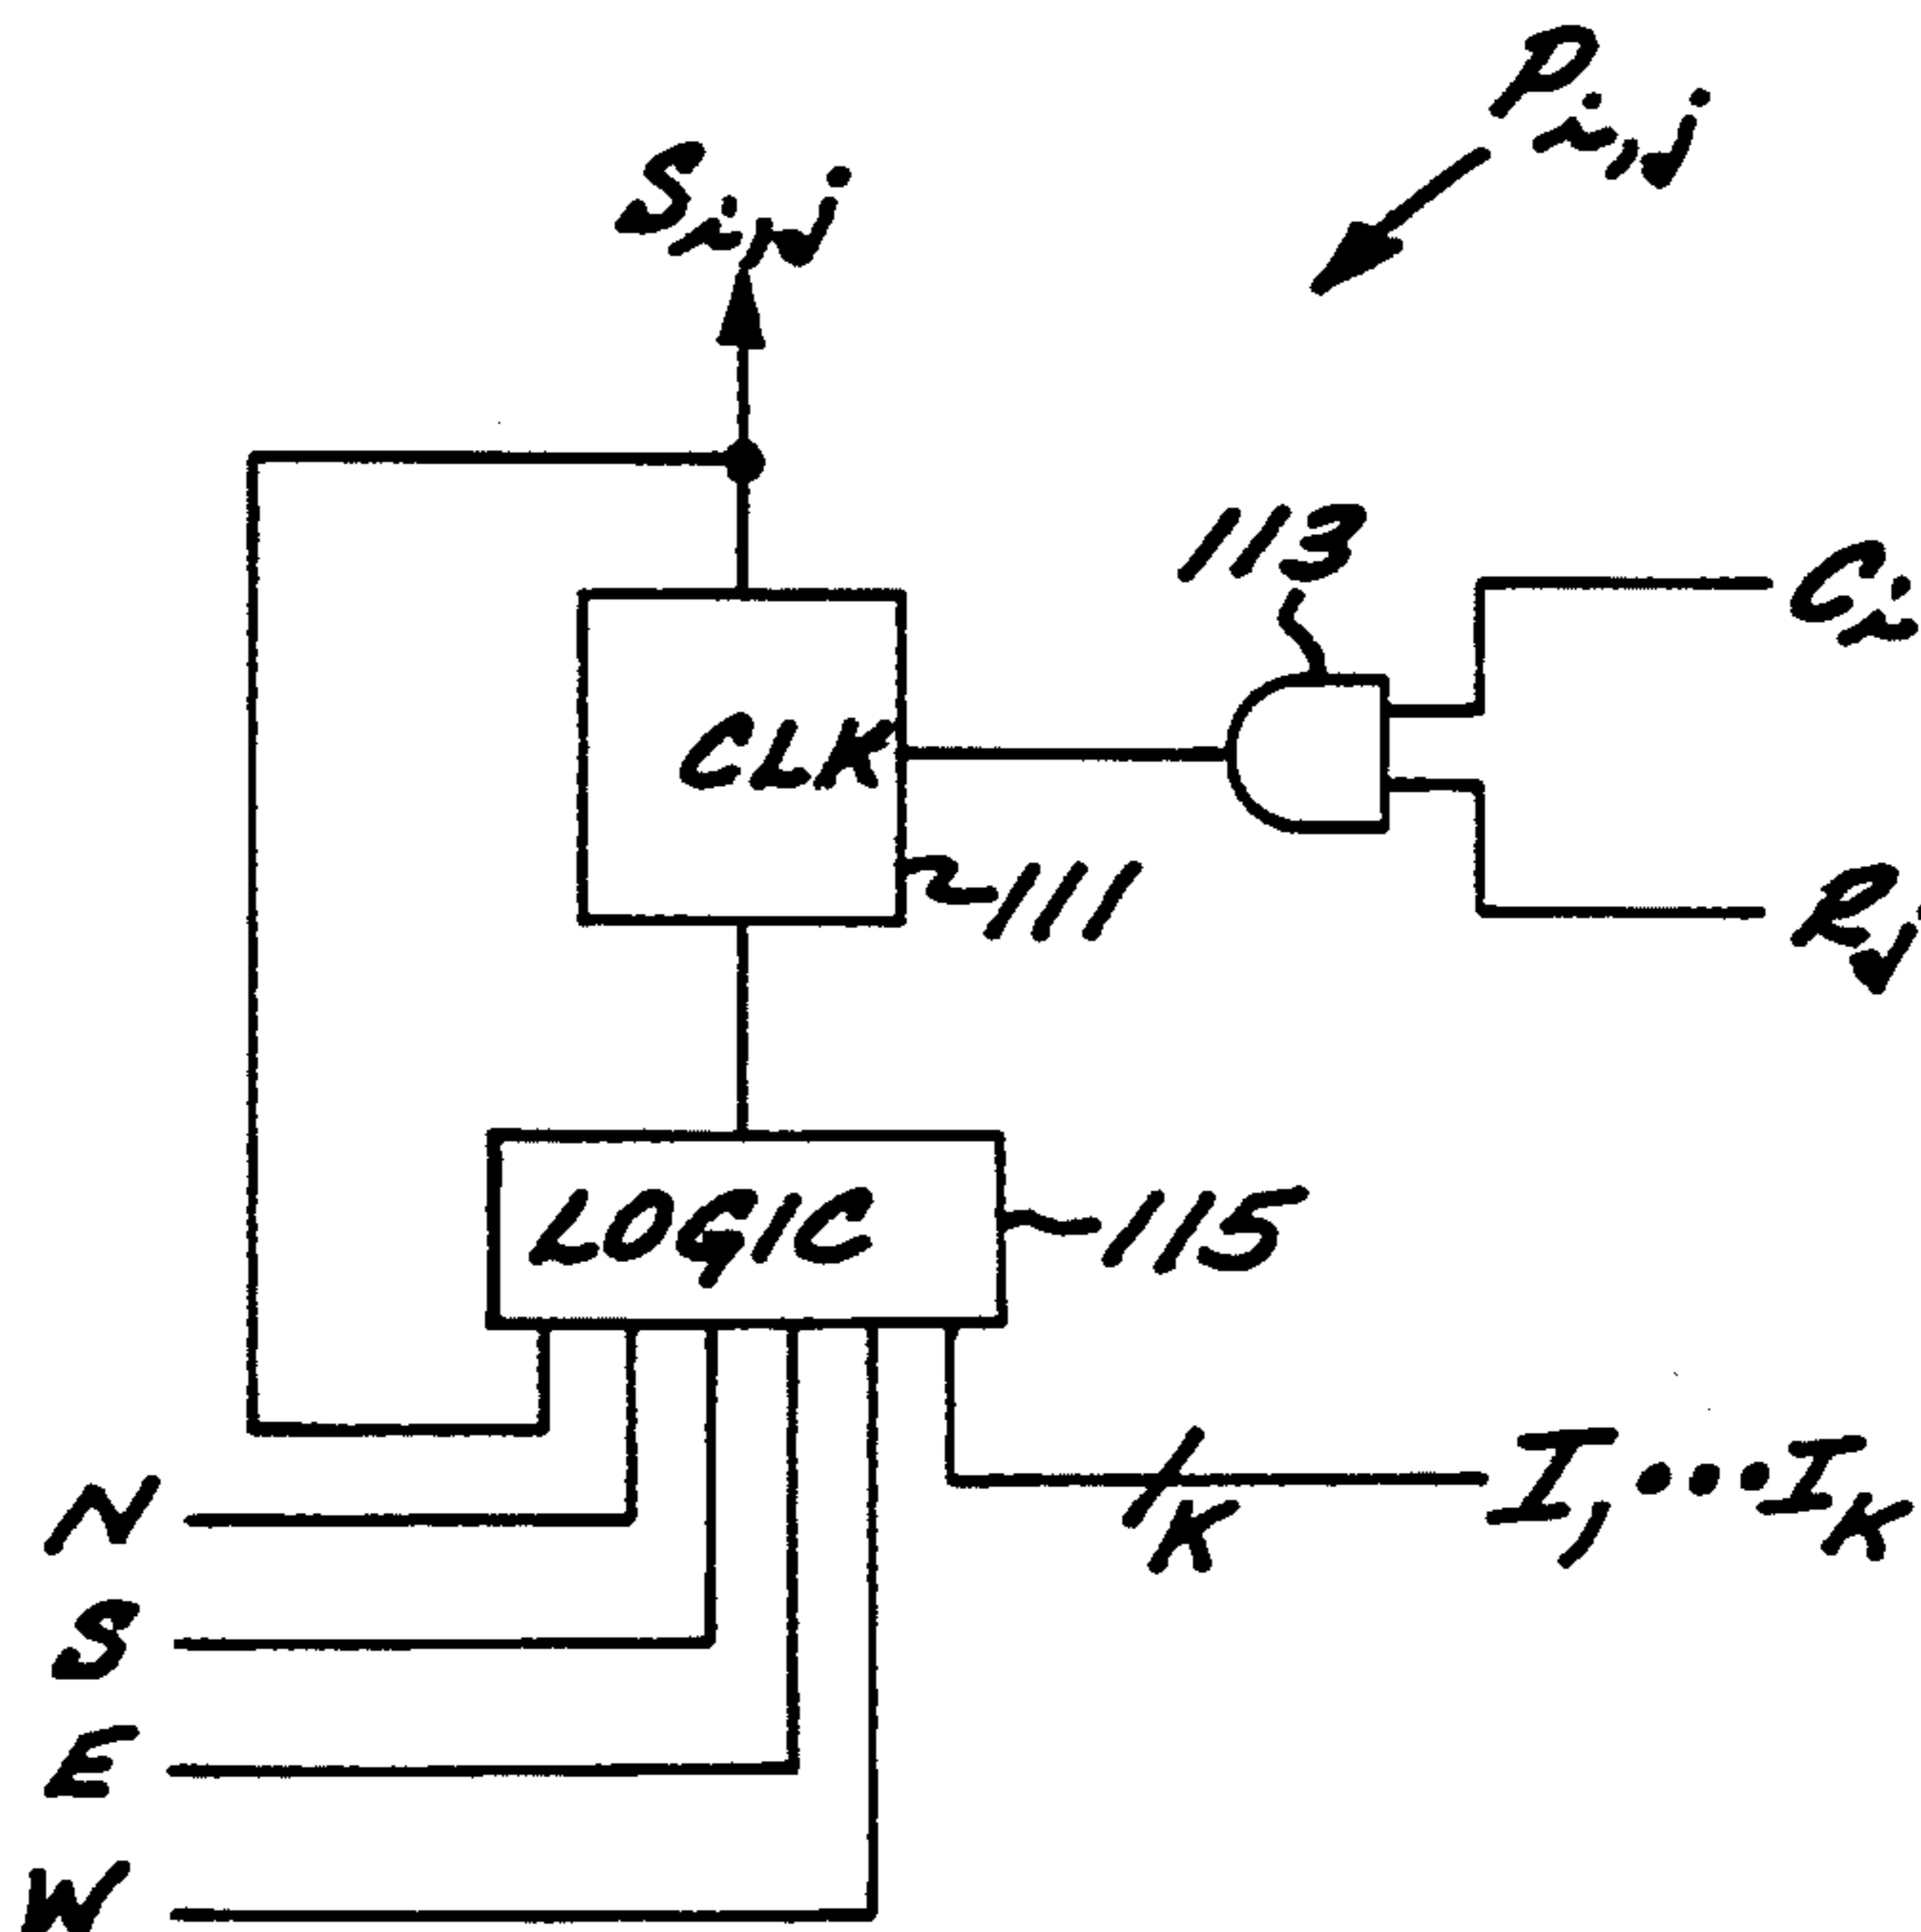 Pi,j
Si,j
113
Ci
CLK
111
Rj
LOGIC
115
I1...IK
K
N
S
E
W